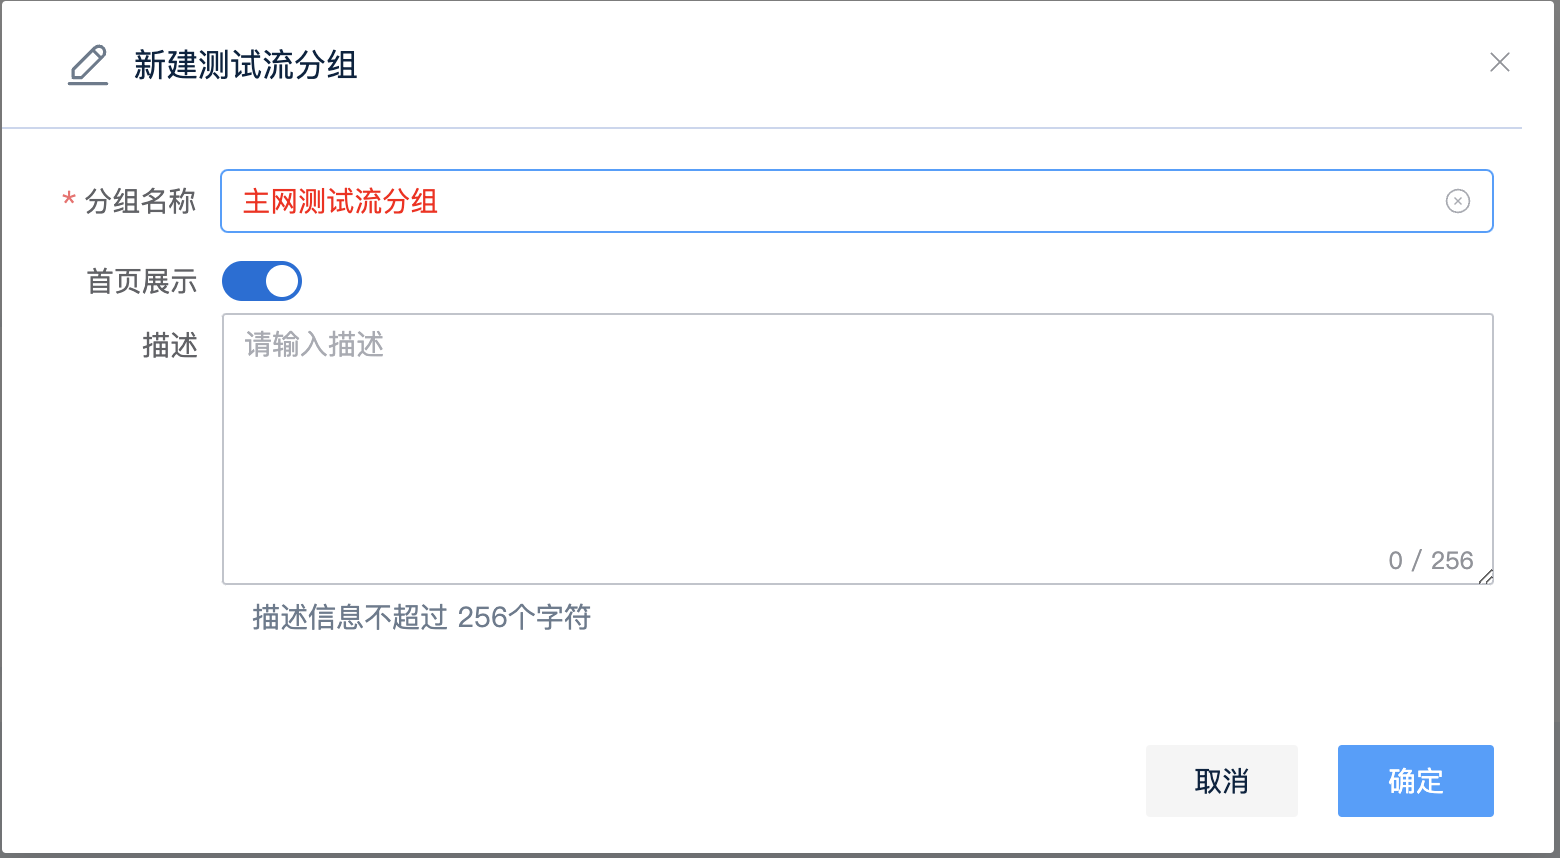 新建测试流分组
* 分组名称 主网测试流分组
首页展示
描述 请输入描述
0 / 256
描述信息不超过 256个字符
取消 确定